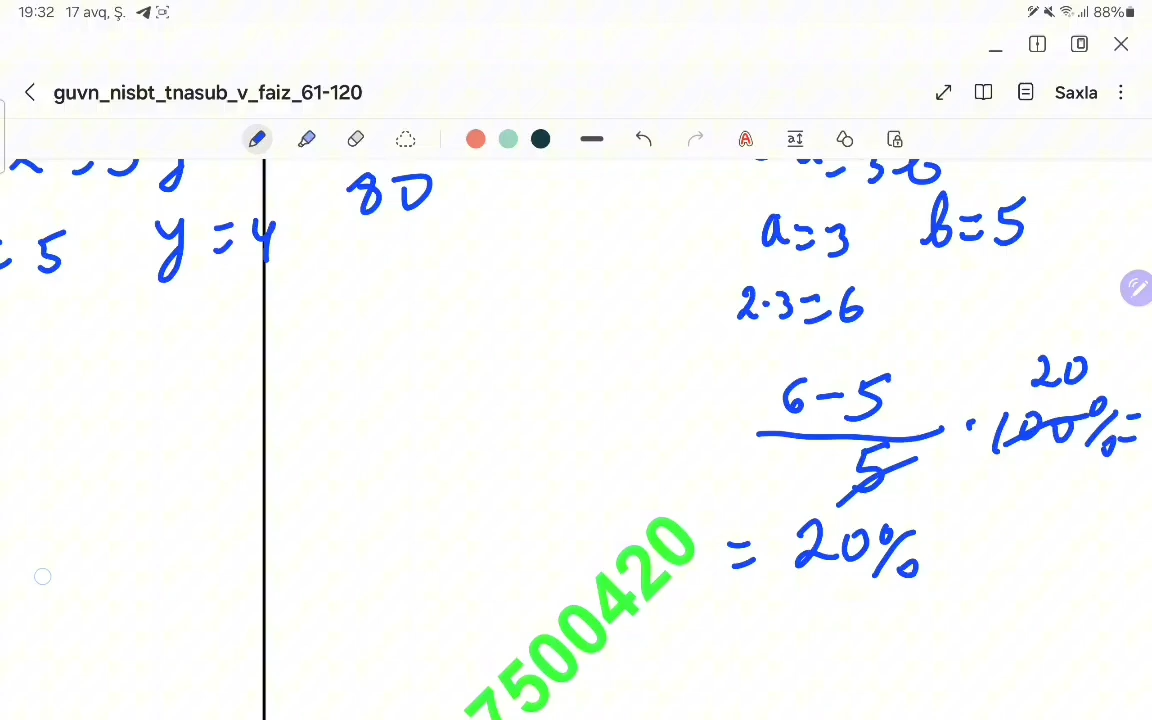 19:32 17 avq, Ş. 88%
guvn_nisbt_tnasub_v_faiz_61-120
Saxla
80
= 5 y = 4
a = 3 b = 5
2·3 = 6
6 - 5 / 5 · 100% = 20
= 20%
7500420